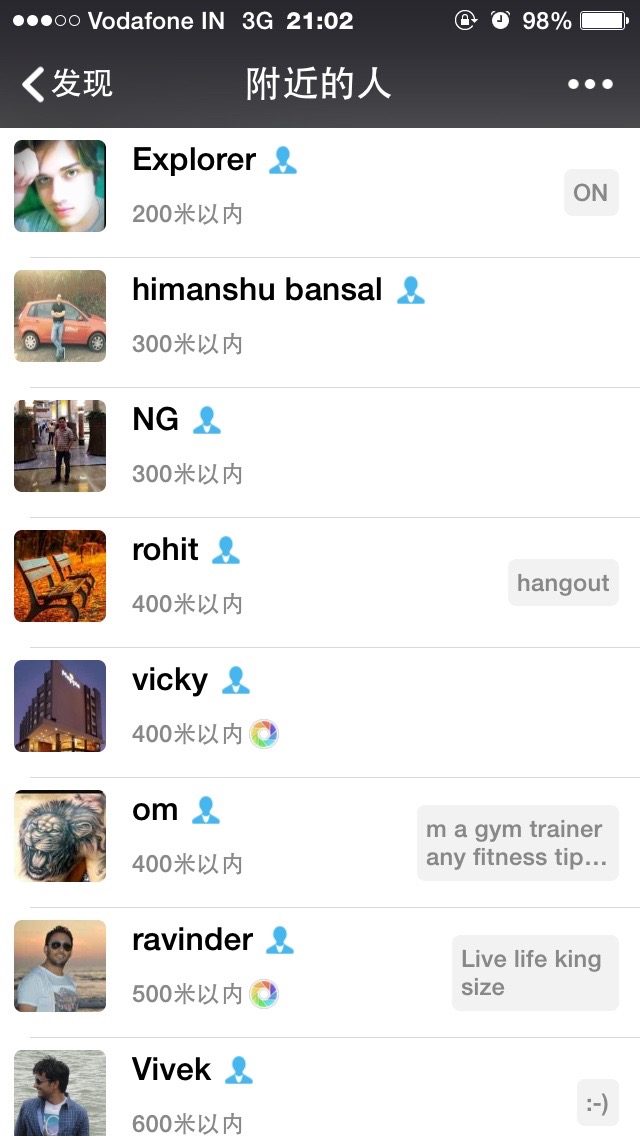 Vodafone IN 3G 21:02 98%
发现 附近的人
Explorer
200米以内
ON
himanshu bansal
300米以内
NG
300米以内
rohit
400米以内
hangout
vicky
400米以内
om
400米以内
m a gym trainer
any fitness tip...
ravinder
500米以内
Live life king
size
Vivek
600米以内
:-)